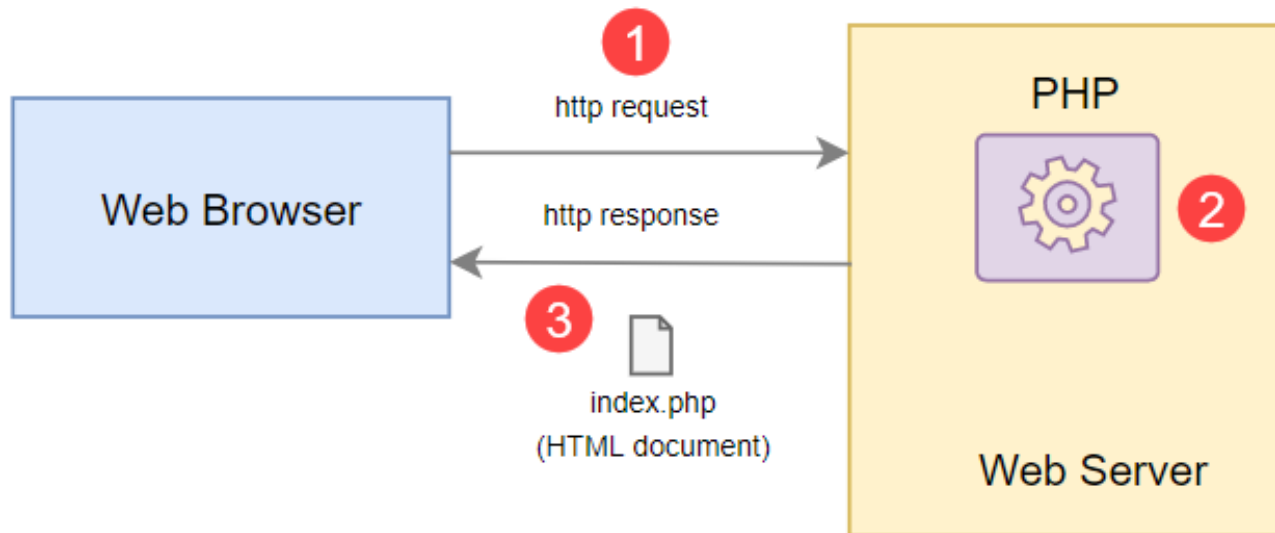 1
http request
PHP
Web Browser
2
http response
3
index.php
(HTML document)
Web Server